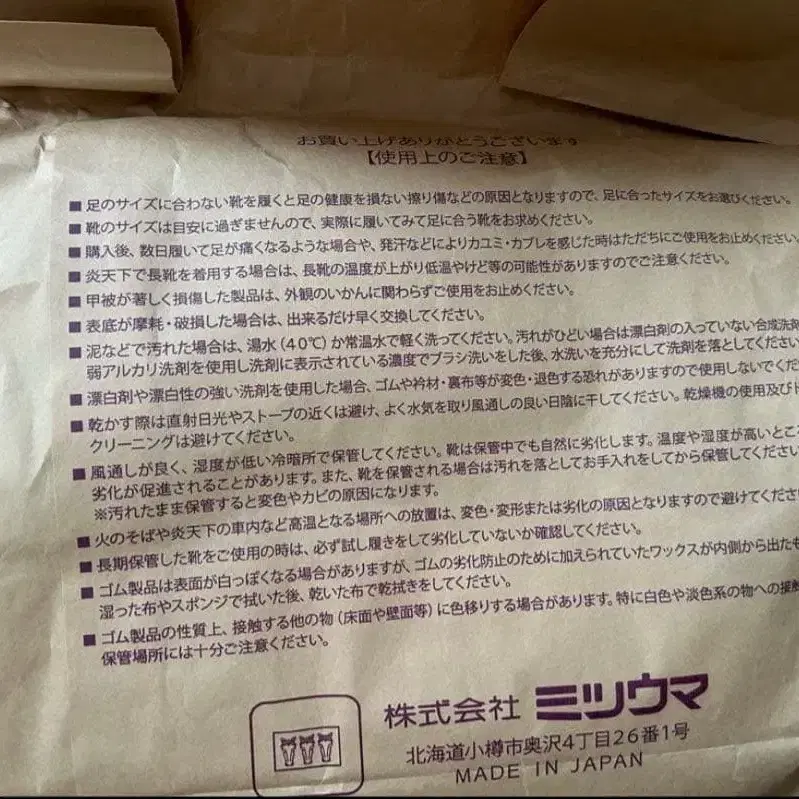 お買い上げありがとうございます
【使用上のご注意】
■ 足のサイズに合わない靴を履くと足の健康を損ない擦り傷などの原因となりますので、足に合ったサイズをお選びください。
■ 靴のサイズは目安に過ぎませんので、実際に履いてみて足に合う靴をお求めください。
■ 購入後、数日履いて足が痛くなるような場合や、発汗などによりカユミ・カブレを感じた時はただちにご使用をお止めください。
■ 炎天下で長靴を着用する場合は、長靴の温度が上がり低温やけど等の可能性がありますのでご注意ください。
■ 甲被が著しく損傷した製品は、外観のいかんに関わらずご使用をお止めください。
■ 表底が摩耗・破損した場合は、出来るだけ早く交換してください。
■ 泥などで汚れた場合は、湯水（40℃）か常温水で軽く洗ってください。汚れがひどい場合は漂白剤の入っていない合成洗剤
弱アルカリ洗剤を使用し洗剤に表示されている濃度でブラシ洗いをした後、水洗いを充分にして洗剤を落としてください
■ 漂白剤や漂白性の強い洗剤を使用した場合、ゴムや衿材・裏布等が変色・退色する恐れがありますので使用しないでくだ
■ 乾かす際は直射日光やストーブの近くは避け、よく水気を取り風通しの良い日陰に干してください。乾燥機の使用及びド
クリーニングは避けてください。
■ 風通しが良く、湿度が低い冷暗所で保管してください。靴は保管中でも自然に劣化します。温度や湿度が高いところ
劣化が促進されることがあります。また、靴を保管される場合は汚れを落としてお手入れをしてから保管してください
※汚れたまま保管すると変色やカビの原因になります。
■ 火のそばや炎天下の車内など高温となる場所への放置は、変色・変形または劣化の原因となりますので避けてくださ
■ 長期保管した靴をご使用の時は、必ず試し履きをして劣化していないか確認してください。
■ ゴム製品は表面が白っぽくなる場合がありますが、ゴムの劣化防止のために加えられていたワックスが内側から出たも
湿った布やスポンジで拭いた後、乾いた布で乾拭きをしてください。
■ ゴム製品の性質上、接触する他の物（床面や壁面等）に色移りする場合があります。特に白色や淡色系の物への接触
保管場所には十分ご注意ください。
株式会社 ミツウマ
北海道小樽市奥沢4丁目26番1号
MADE IN JAPAN